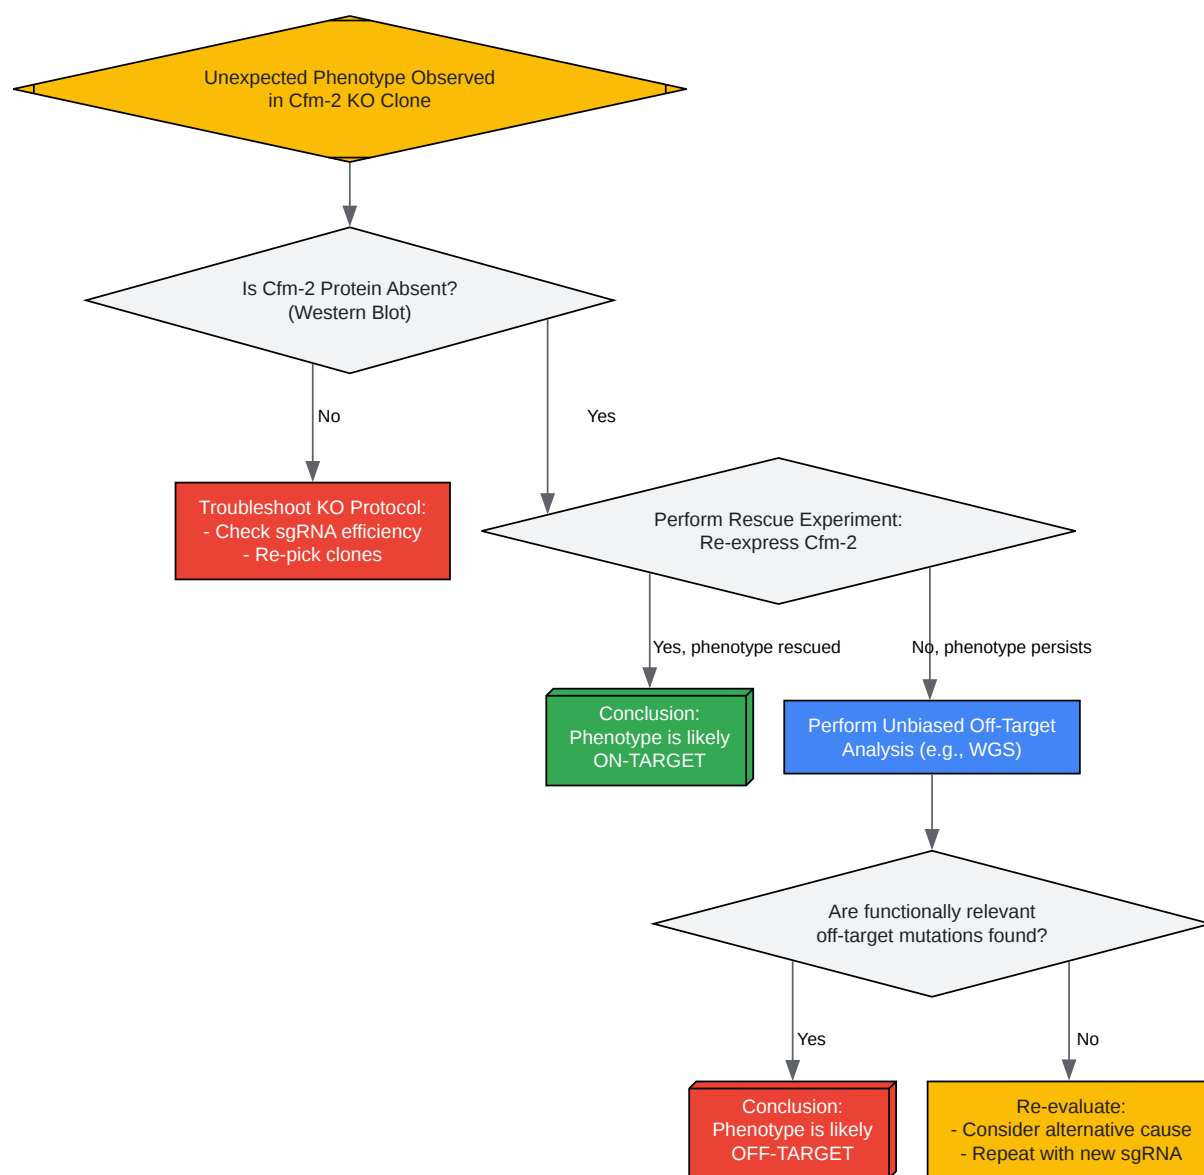 Unexpected Phenotype Observed
in Cfm-2 KO Clone
Is Cfm-2 Protein Absent?
(Western Blot)
No
Yes
Troubleshoot KO Protocol:
- Check sgRNA efficiency
- Re-pick clones
Perform Rescue Experiment:
Re-express Cfm-2
Yes, phenotype rescued
No, phenotype persists
Conclusion:
Phenotype is likely
ON-TARGET
Perform Unbiased Off-Target
Analysis (e.g., WGS)
Are functionally relevant
off-target mutations found?
Yes
No
Conclusion:
Phenotype is likely
OFF-TARGET
Re-evaluate:
- Consider alternative cause
- Repeat with new sgRNA